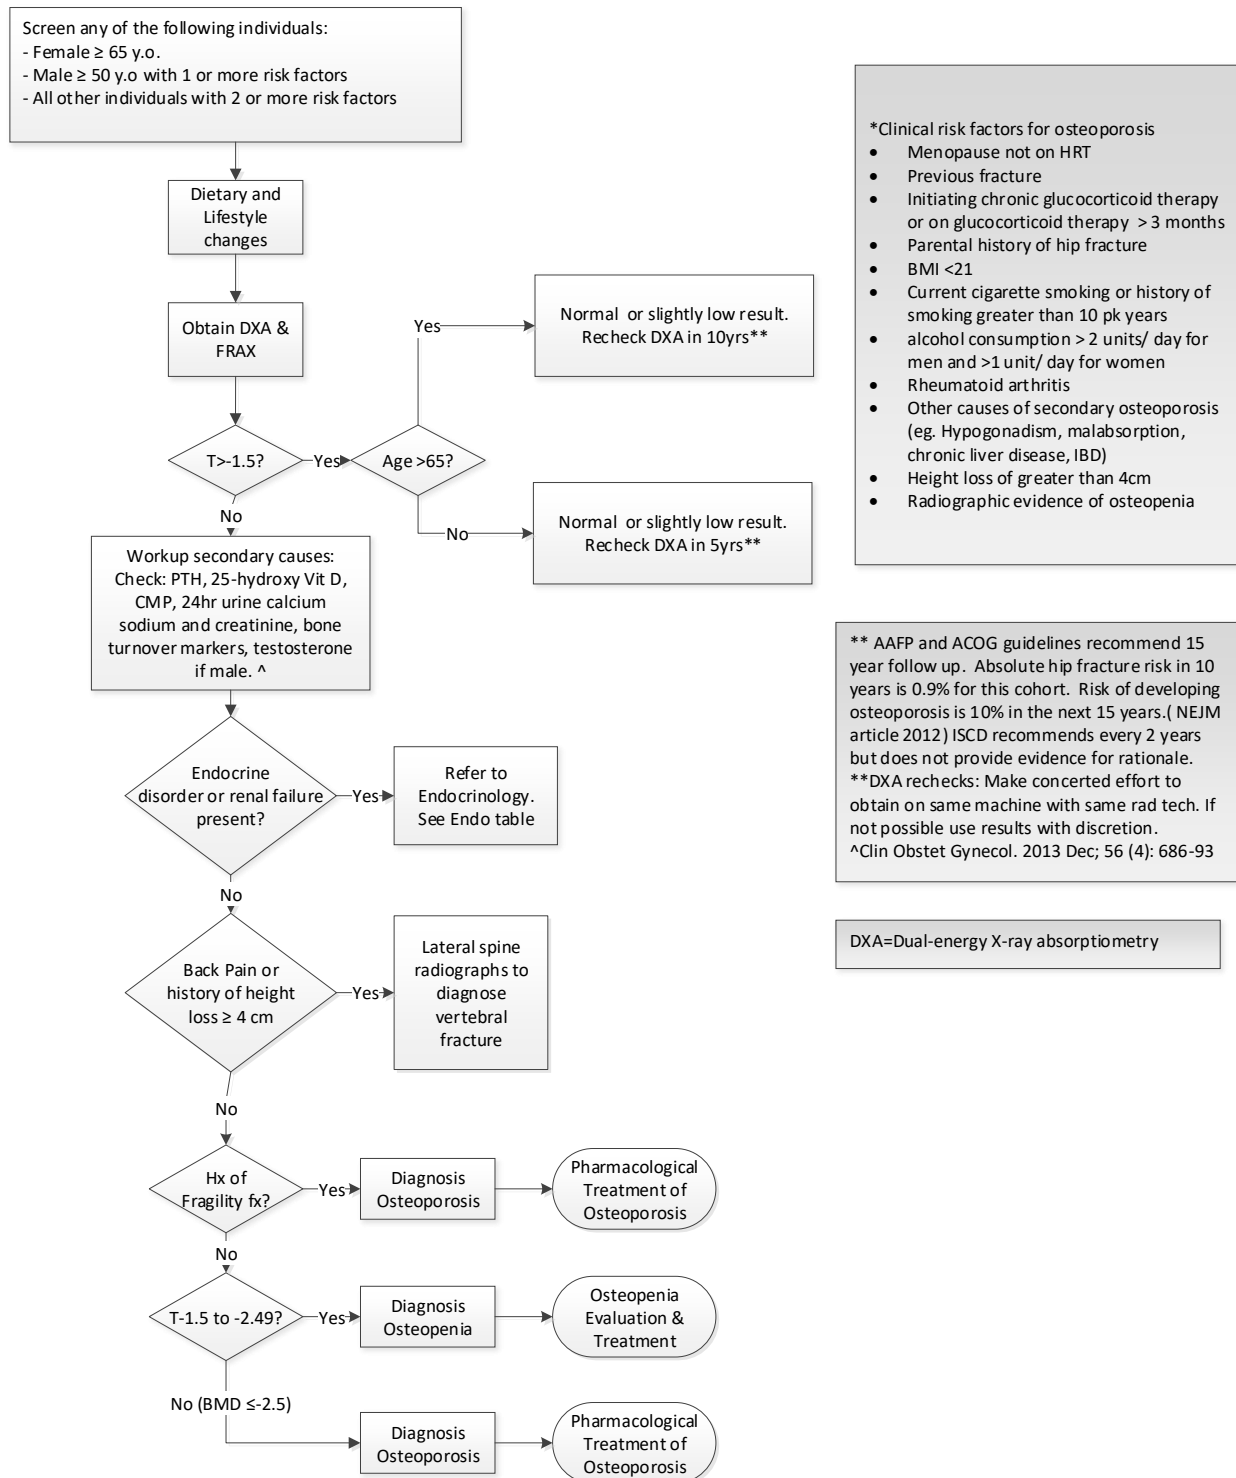 Screen any of the following individuals:
- Female ≥ 65 y.o.
- Male ≥ 50 y.o with 1 or more risk factors
- All other individuals with 2 or more risk factors
Dietary and
Lifestyle
changes
Obtain DXA &
FRAX
T>-1.5?
Yes
Age >65?
Yes
Normal or slightly low result.
Recheck DXA in 10yrs**
No
Normal or slightly low result.
Recheck DXA in 5yrs**
No
Workup secondary causes:
Check: PTH, 25-hydroxy Vit D,
CMP, 24hr urine calcium
sodium and creatinine, bone
turnover markers, testosterone
if male. ^
Endocrine
disorder or renal failure
present?
Yes
Refer to
Endocrinology.
See Endo table
No
Back Pain or
history of height
loss ≥ 4 cm
Yes
Lateral spine
radiographs to
diagnose
vertebral
fracture
No
Hx of
Fragility fx?
Yes
Diagnosis
Osteoporosis
Pharmacological
Treatment of
Osteoporosis
No
T-1.5 to -2.49?
Yes
Diagnosis
Osteopenia
Osteopenia
Evaluation &
Treatment
No (BMD ≤-2.5)
Diagnosis
Osteoporosis
Pharmacological
Treatment of
Osteoporosis
*Clinical risk factors for osteoporosis
• Menopause not on HRT
• Previous fracture
• Initiating chronic glucocorticoid therapy
or on glucocorticoid therapy > 3 months
• Parental history of hip fracture
• BMI <21
• Current cigarette smoking or history of
smoking greater than 10 pk years
• alcohol consumption > 2 units/ day for
men and >1 unit/ day for women
• Rheumatoid arthritis
• Other causes of secondary osteoporosis
(eg. Hypogonadism, malabsorption,
chronic liver disease, IBD)
• Height loss of greater than 4cm
• Radiographic evidence of osteopenia
** AAFP and ACOG guidelines recommend 15
year follow up. Absolute hip fracture risk in 10
years is 0.9% for this cohort. Risk of developing
osteoporosis is 10% in the next 15 years.( NEJM
article 2012) ISCD recommends every 2 years
but does not provide evidence for rationale.
**DXA rechecks: Make concerted effort to
obtain on same machine with same rad tech. If
not possible use results with discretion.
^Clin Obstet Gynecol. 2013 Dec; 56 (4): 686-93
DXA=Dual-energy X-ray absorptiometry